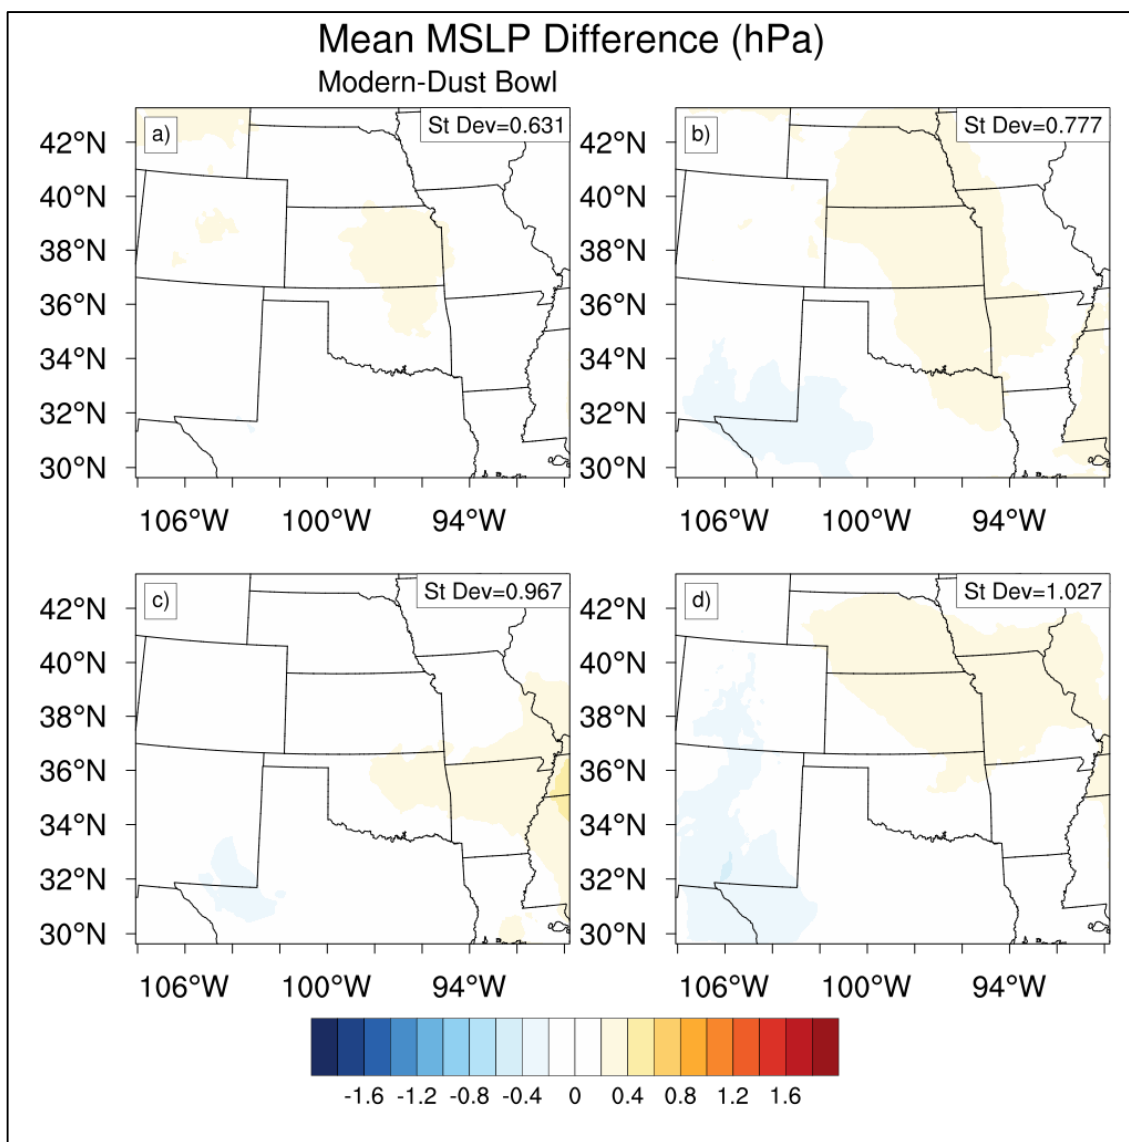 Mean MSLP Difference (hPa)
Modern-Dust Bowl
a)
St Dev=0.631
42°N
40°N
38°N
36°N
34°N
32°N
30°N
106°W 100°W 94°W
b)
St Dev=0.777
42°N
40°N
38°N
36°N
34°N
32°N
30°N
106°W 100°W 94°W
c)
St Dev=0.967
42°N
40°N
38°N
36°N
34°N
32°N
30°N
106°W 100°W 94°W
d)
St Dev=1.027
42°N
40°N
38°N
36°N
34°N
32°N
30°N
106°W 100°W 94°W
-1.6 -1.2 -0.8 -0.4 0 0.4 0.8 1.2 1.6